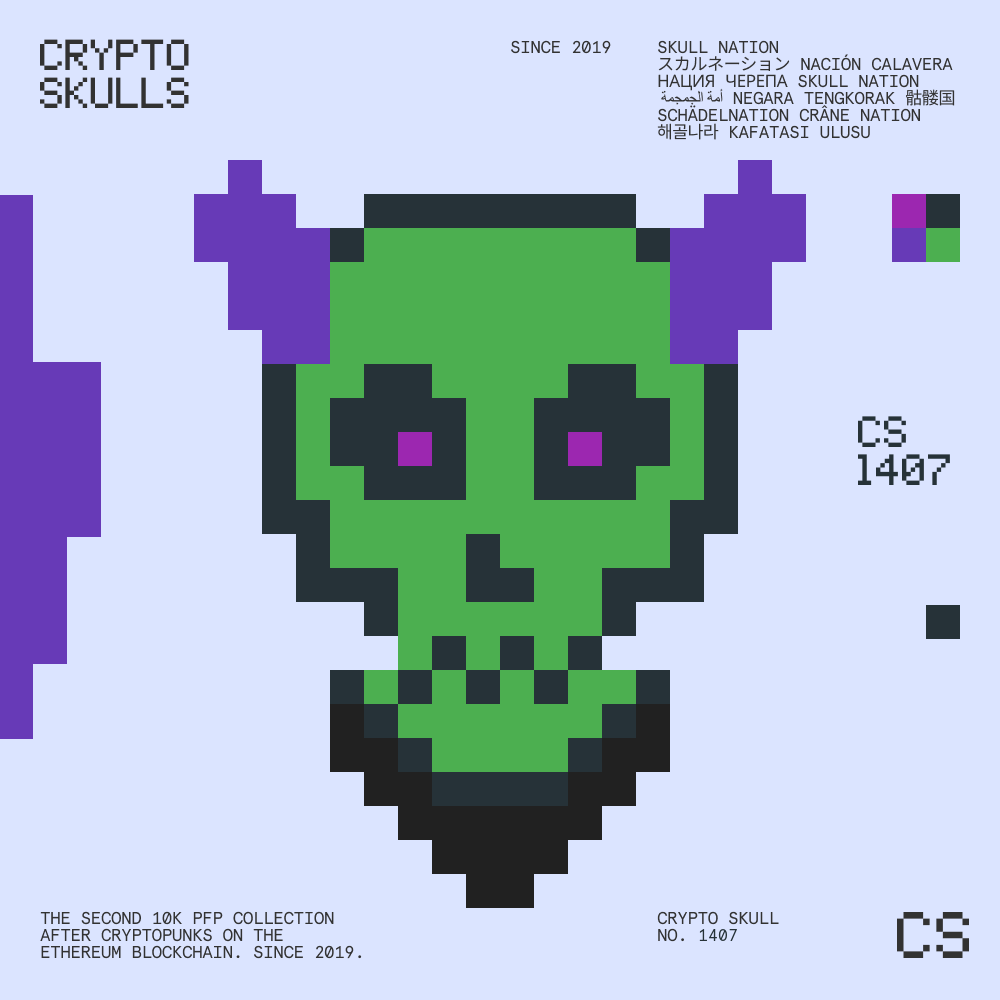 CRYPTO
SKULLS
SINCE 2019
SKULL NATION
スカルネーション NACIÓN CALAVERA
НАЦИЯ ЧЕРЕПА SKULL NATION
أمة الجمجمة NEGARA TENGKORAK 骷髅国
SCHÄDELNATION CRÂNE NATION
해골나라 KAFATASI ULUSU
CS
1407
THE SECOND 10K PFP COLLECTION
AFTER CRYPTOPUNKS ON THE
ETHEREUM BLOCKCHAIN. SINCE 2019.
CRYPTO SKULL
NO. 1407
CS